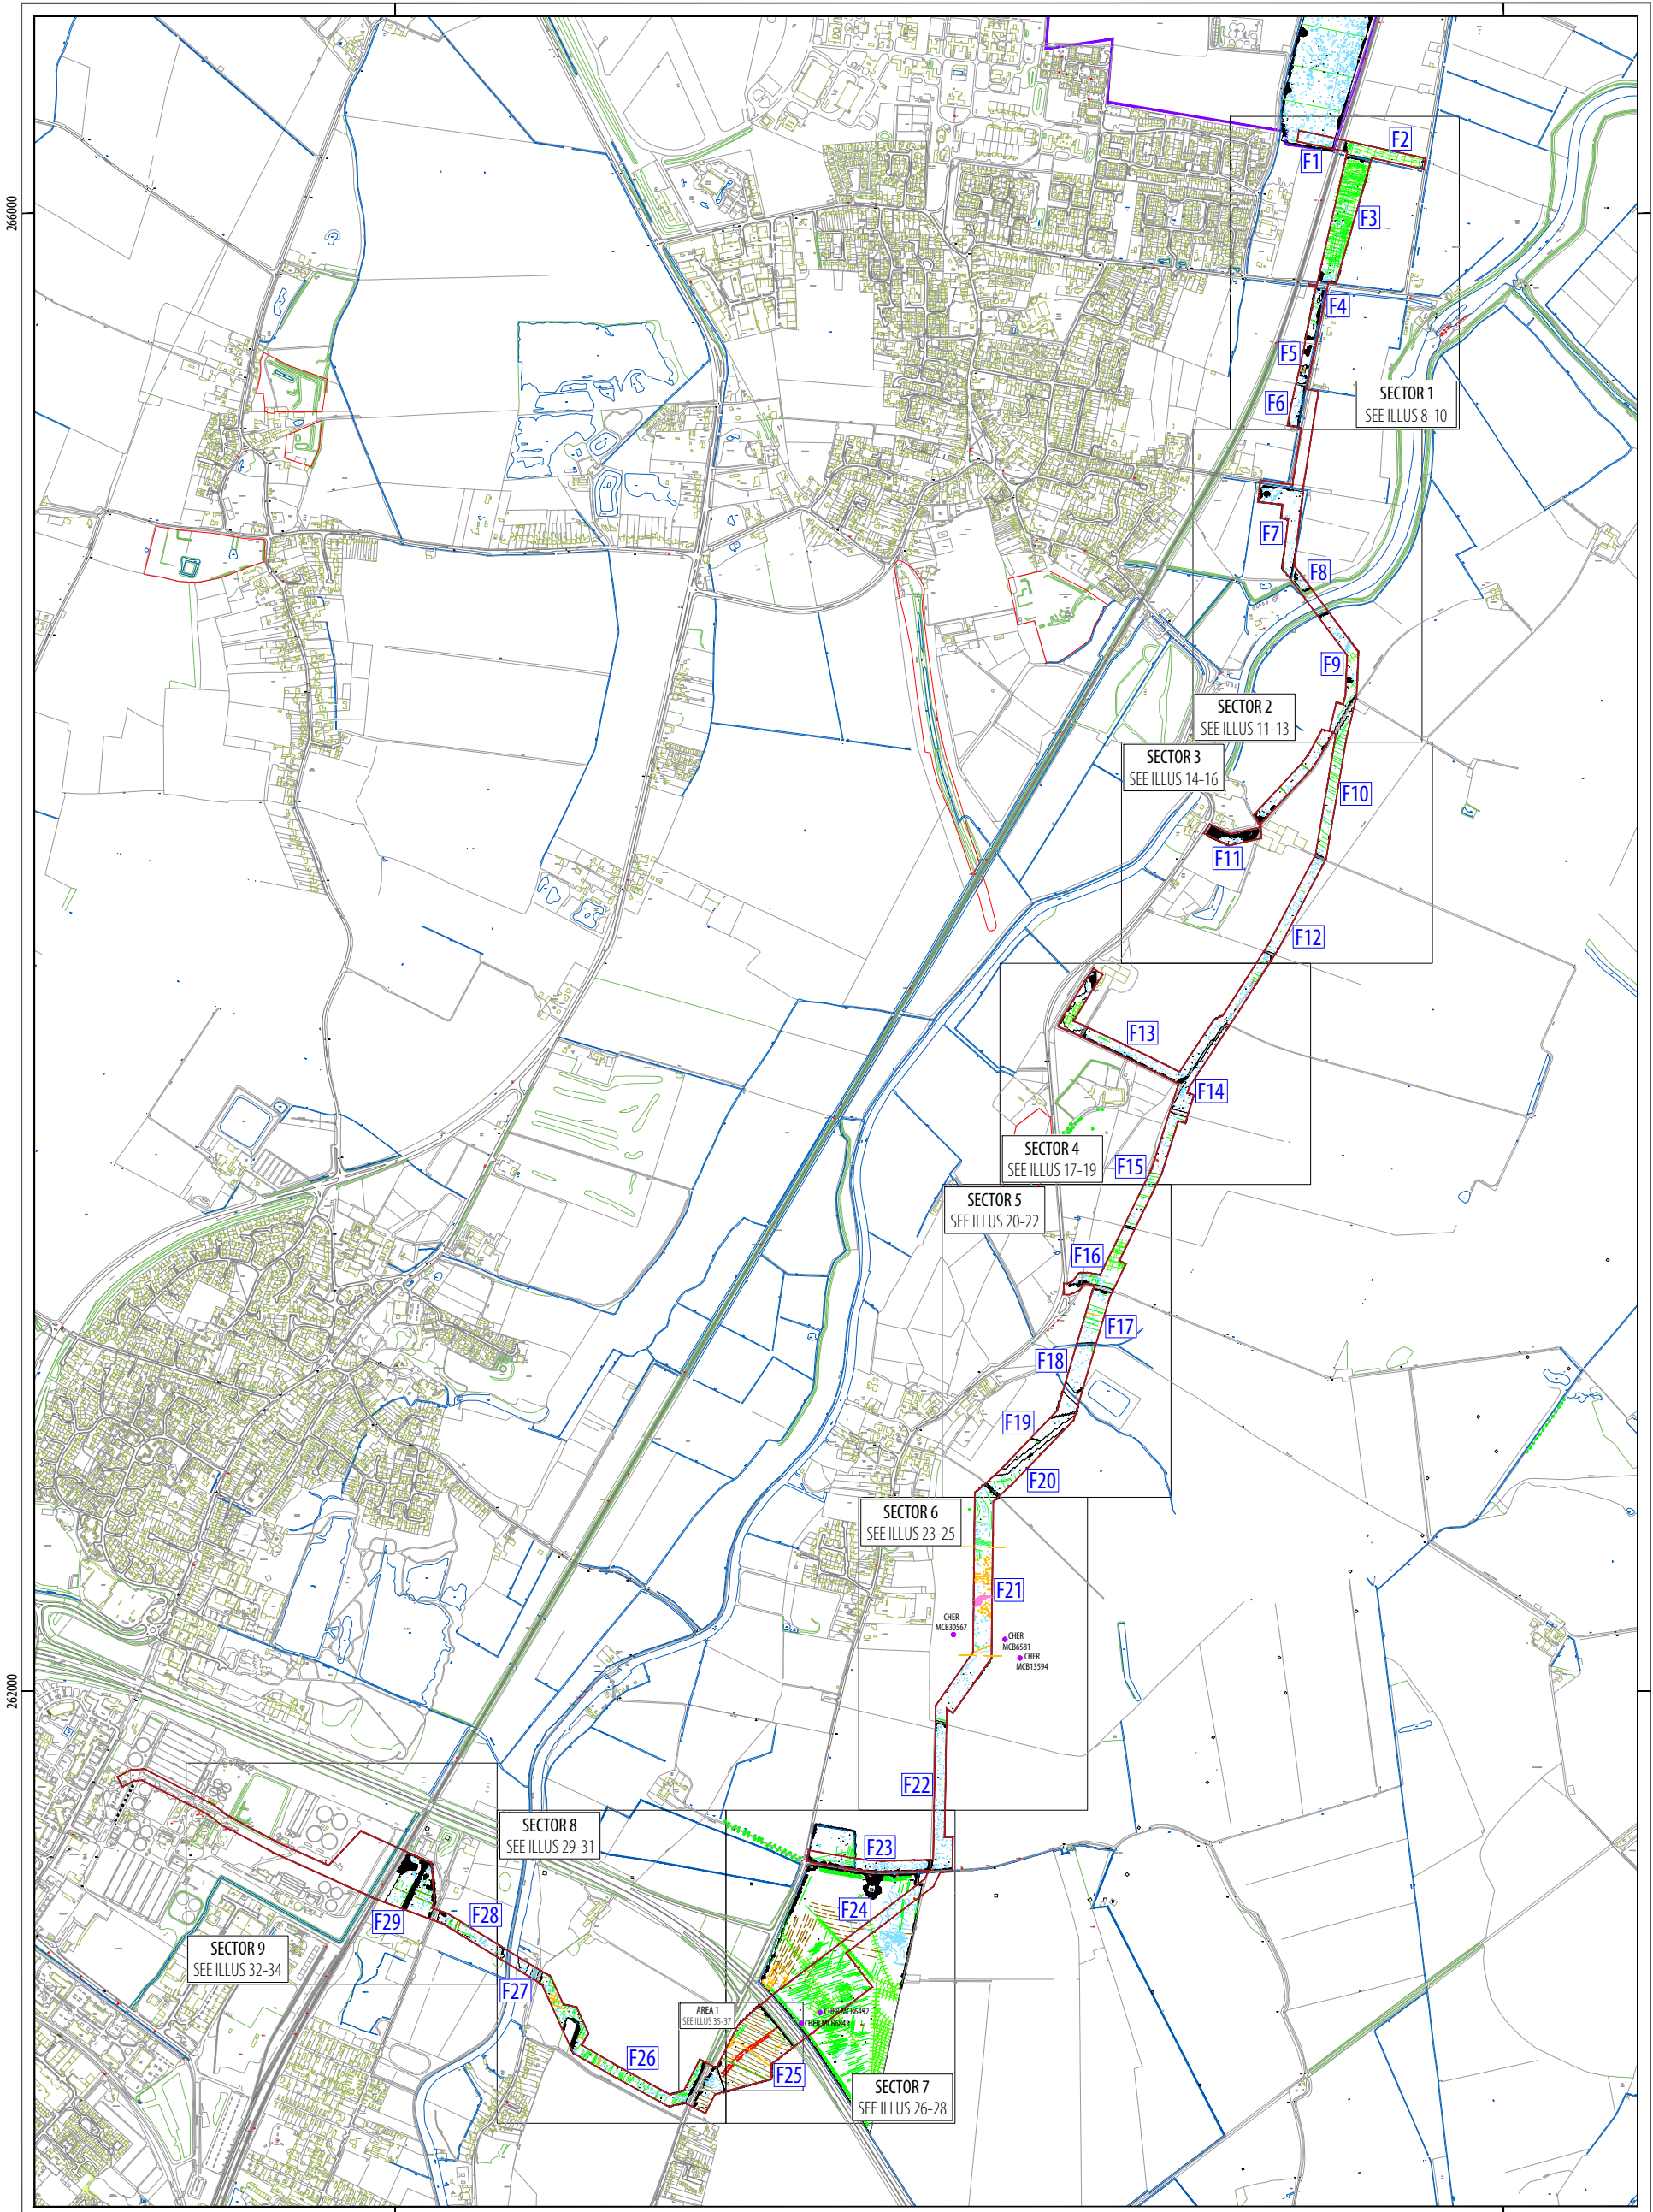 266000
F1
F2
F3
F4
F5
F6
SECTOR 1
SEE ILLUS 8-10
F7
F8
F9
SECTOR 2
SEE ILLUS 11-13
SECTOR 3
SEE ILLUS 14-16
F10
F11
F12
F13
F14
SECTOR 4
SEE ILLUS 17-19
F15
SECTOR 5
SEE ILLUS 20-22
F16
F17
F18
F19
F20
SECTOR 6
SEE ILLUS 23-25
F21
CHER
MCB30567
CHER
MCB6581
CHER
MCB13594
262000
F22
SECTOR 8
SEE ILLUS 29-31
F23
F24
F29
F28
SECTOR 9
SEE ILLUS 32-34
F27
AREA 1
SEE ILLUS 35-37
CHER MCB6492
CHER MCB6843
F26
F25
SECTOR 7
SEE ILLUS 26-28